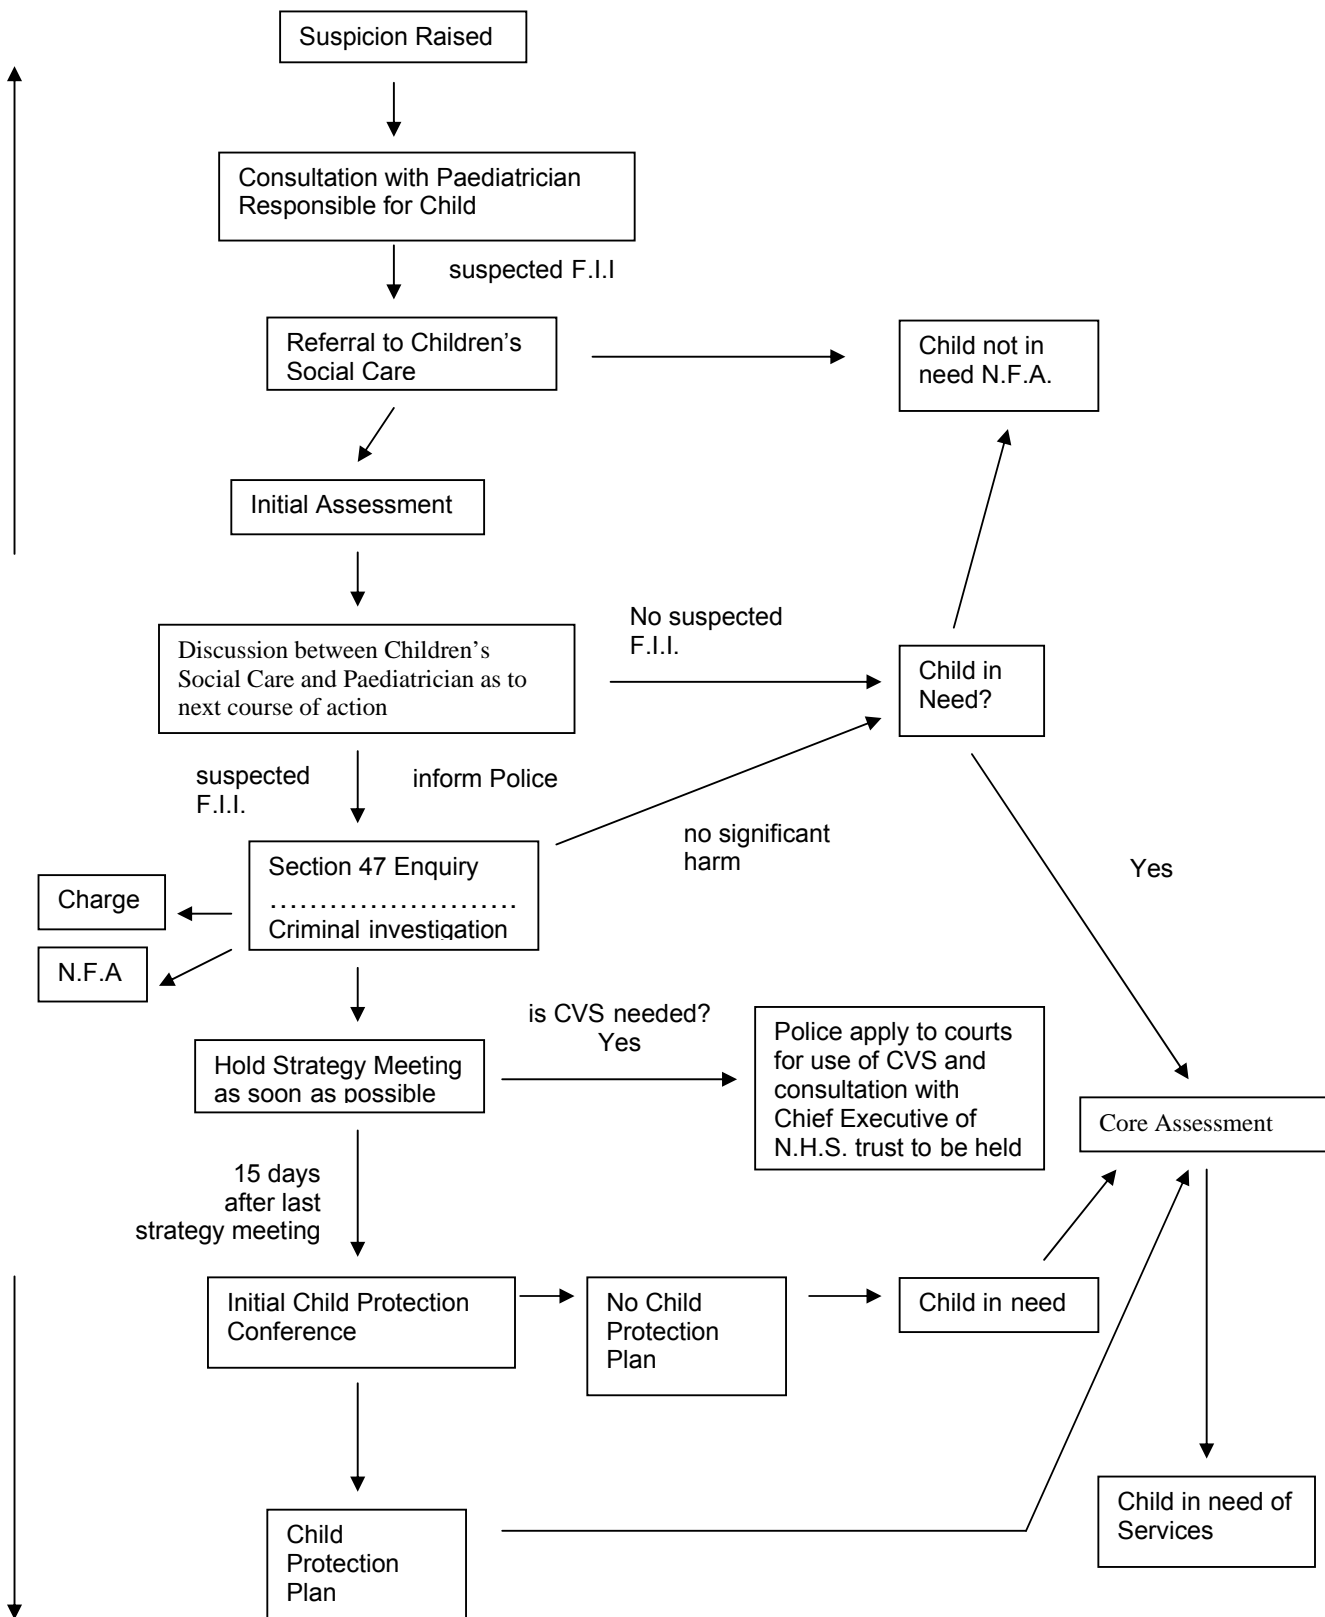 Suspicion Raised
Consultation with Paediatrician
Responsible for Child
suspected F.I.I
Referral to Children’s
Social Care
Child not in
need N.F.A.
Initial Assessment
Discussion between Children’s
Social Care and Paediatrician as to
next course of action
No suspected
F.I.I.
Child in
Need?
suspected
F.I.I.
inform Police
Section 47 Enquiry
…………………….
Criminal investigation
no significant
harm
Yes
Charge
N.F.A
Hold Strategy Meeting
as soon as possible
is CVS needed?
Yes
Police apply to courts
for use of CVS and
consultation with
Chief Executive of
N.H.S. trust to be held
Core Assessment
15 days
after last
strategy meeting
Initial Child Protection
Conference
No Child
Protection
Plan
Child in need
Child
Protection
Plan
Child in need of
Services